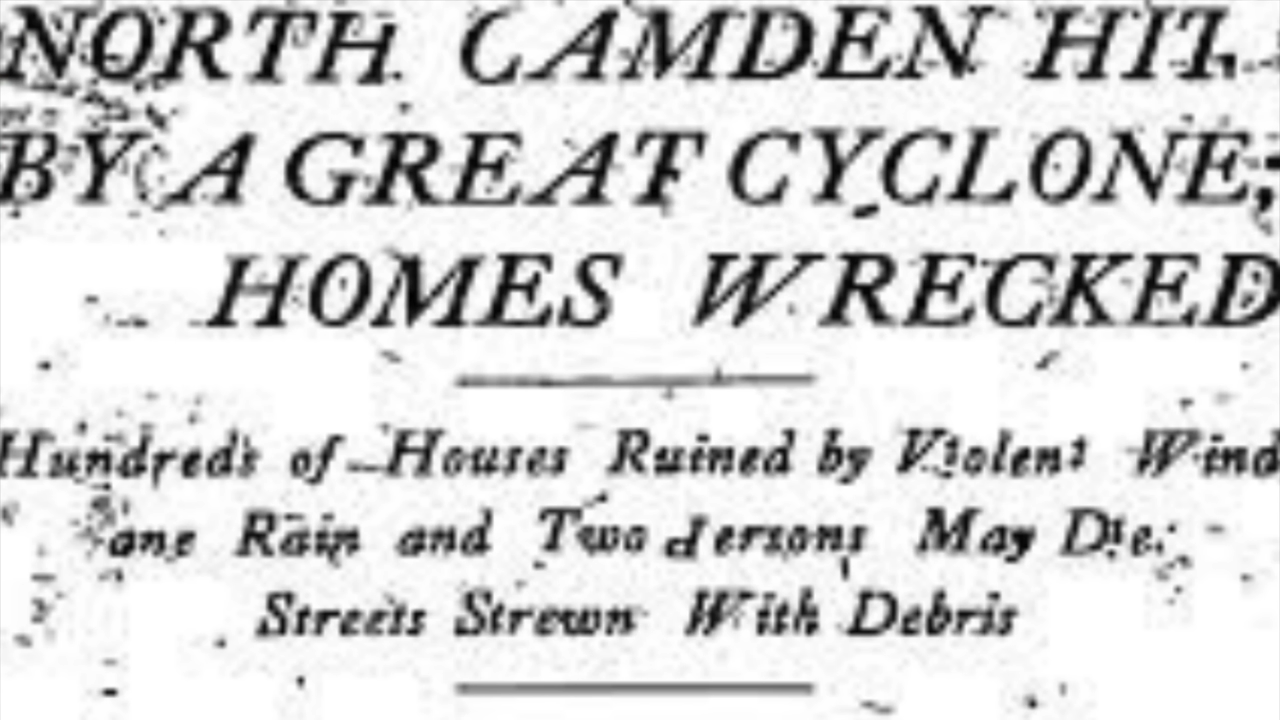 NORTH CAMDEN HIT
BY A GREAT CYCLONE;
HOMES WRECKED
Hundreds of Houses Ruined by Violent Wind
ane Rain and Two Persons May Die.
Streets Strewn With Debris